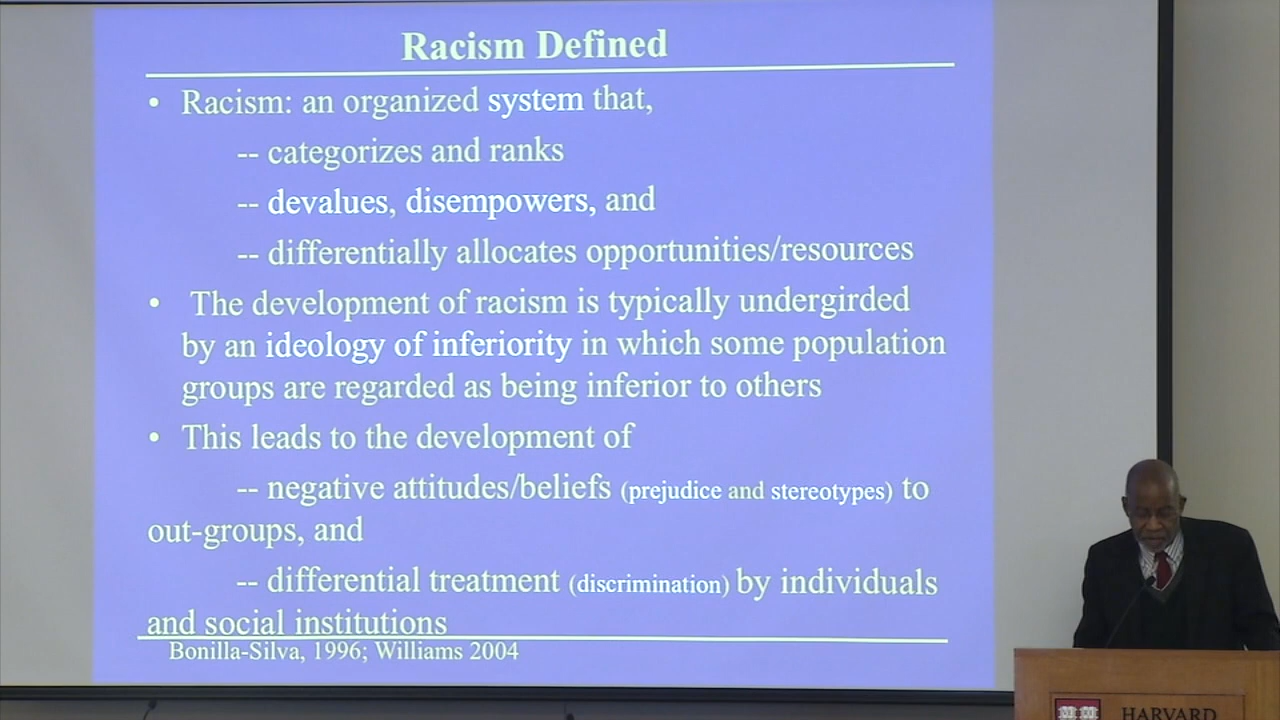 Racism Defined
• Racism: an organized system that,
-- categorizes and ranks
-- devalues, disempowers, and
-- differentially allocates opportunities/resources
• The development of racism is typically undergirded
by an ideology of inferiority in which some population
groups are regarded as being inferior to others
• This leads to the development of
-- negative attitudes/beliefs (prejudice and stereotypes) to
out-groups, and
-- differential treatment (discrimination) by individuals
and social institutions
Bonilla-Silva, 1996; Williams 2004
HARVARD